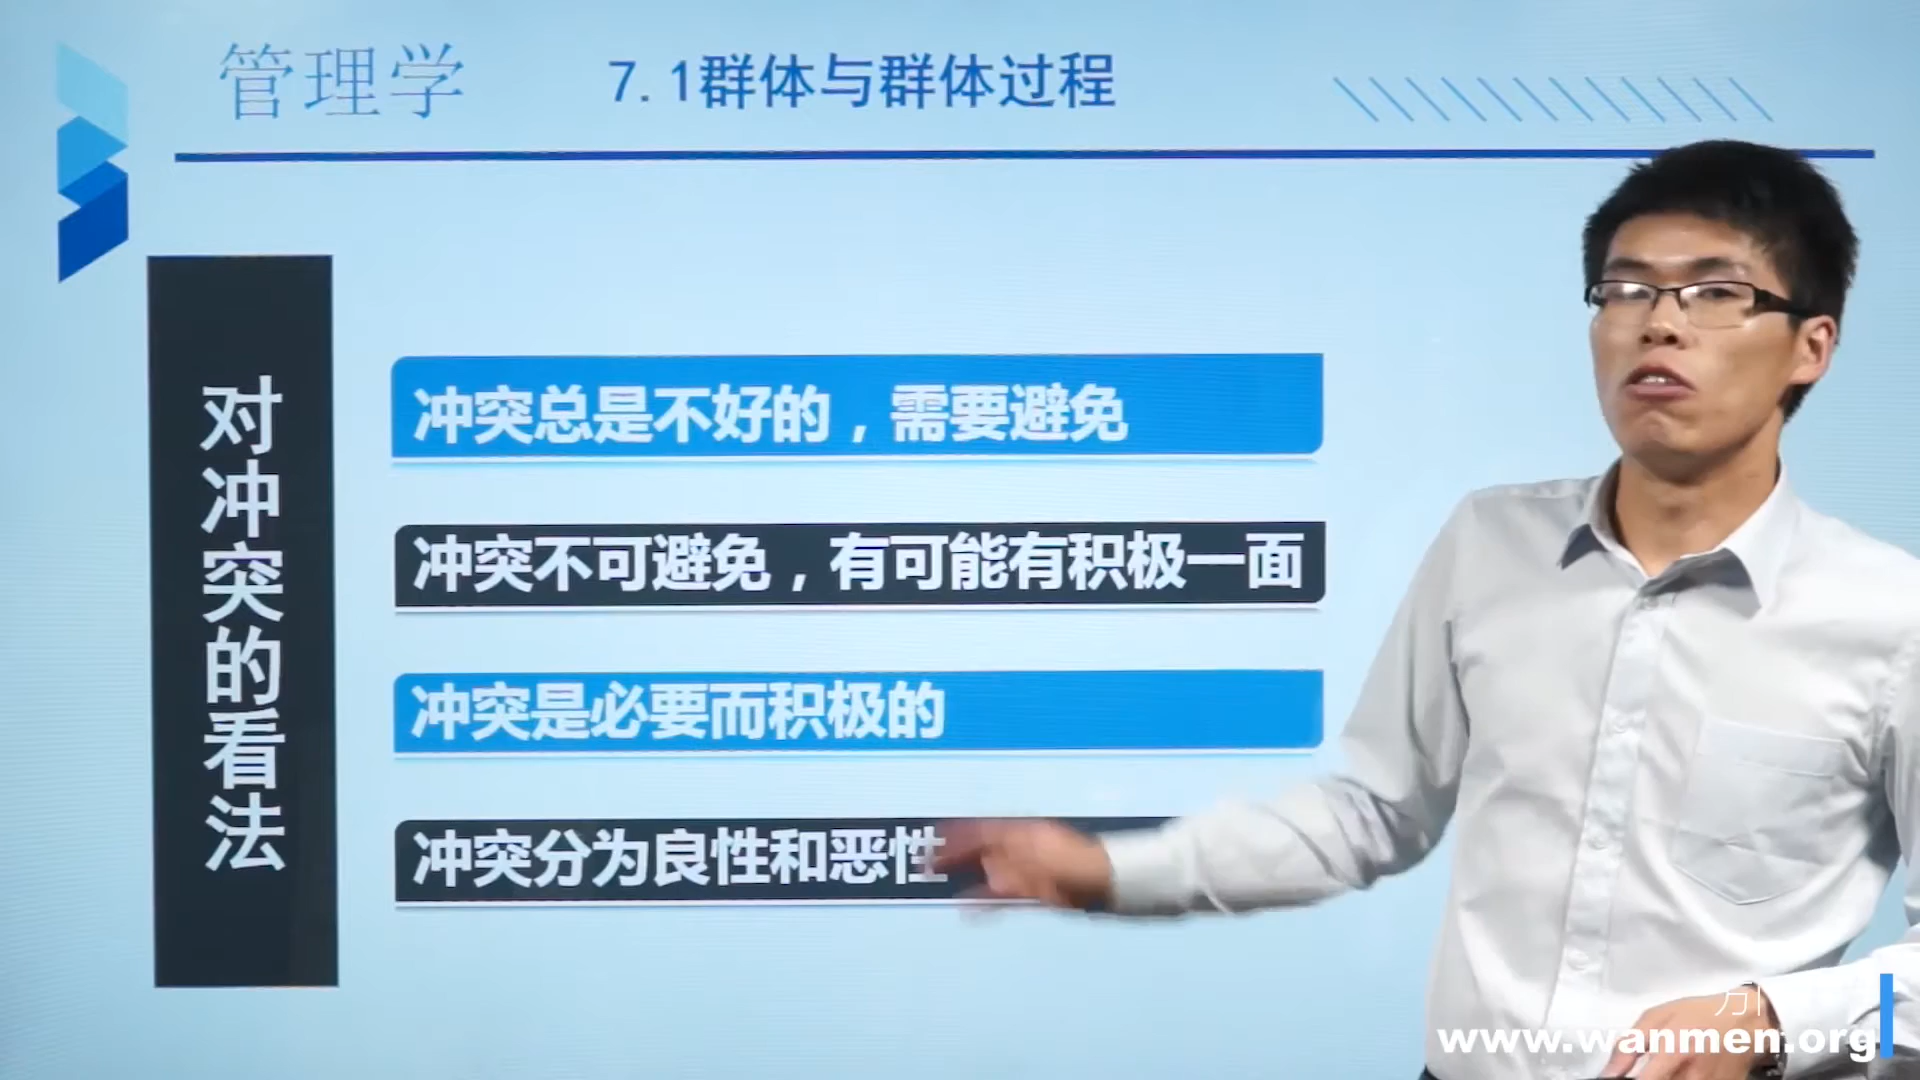 管理学
7.1群体与群体过程
对冲突的看法
冲突总是不好的，需要避免
冲突不可避免，有可能有积极一面
冲突是必要而积极的
冲突分为良性和恶性
www.wanmen.org